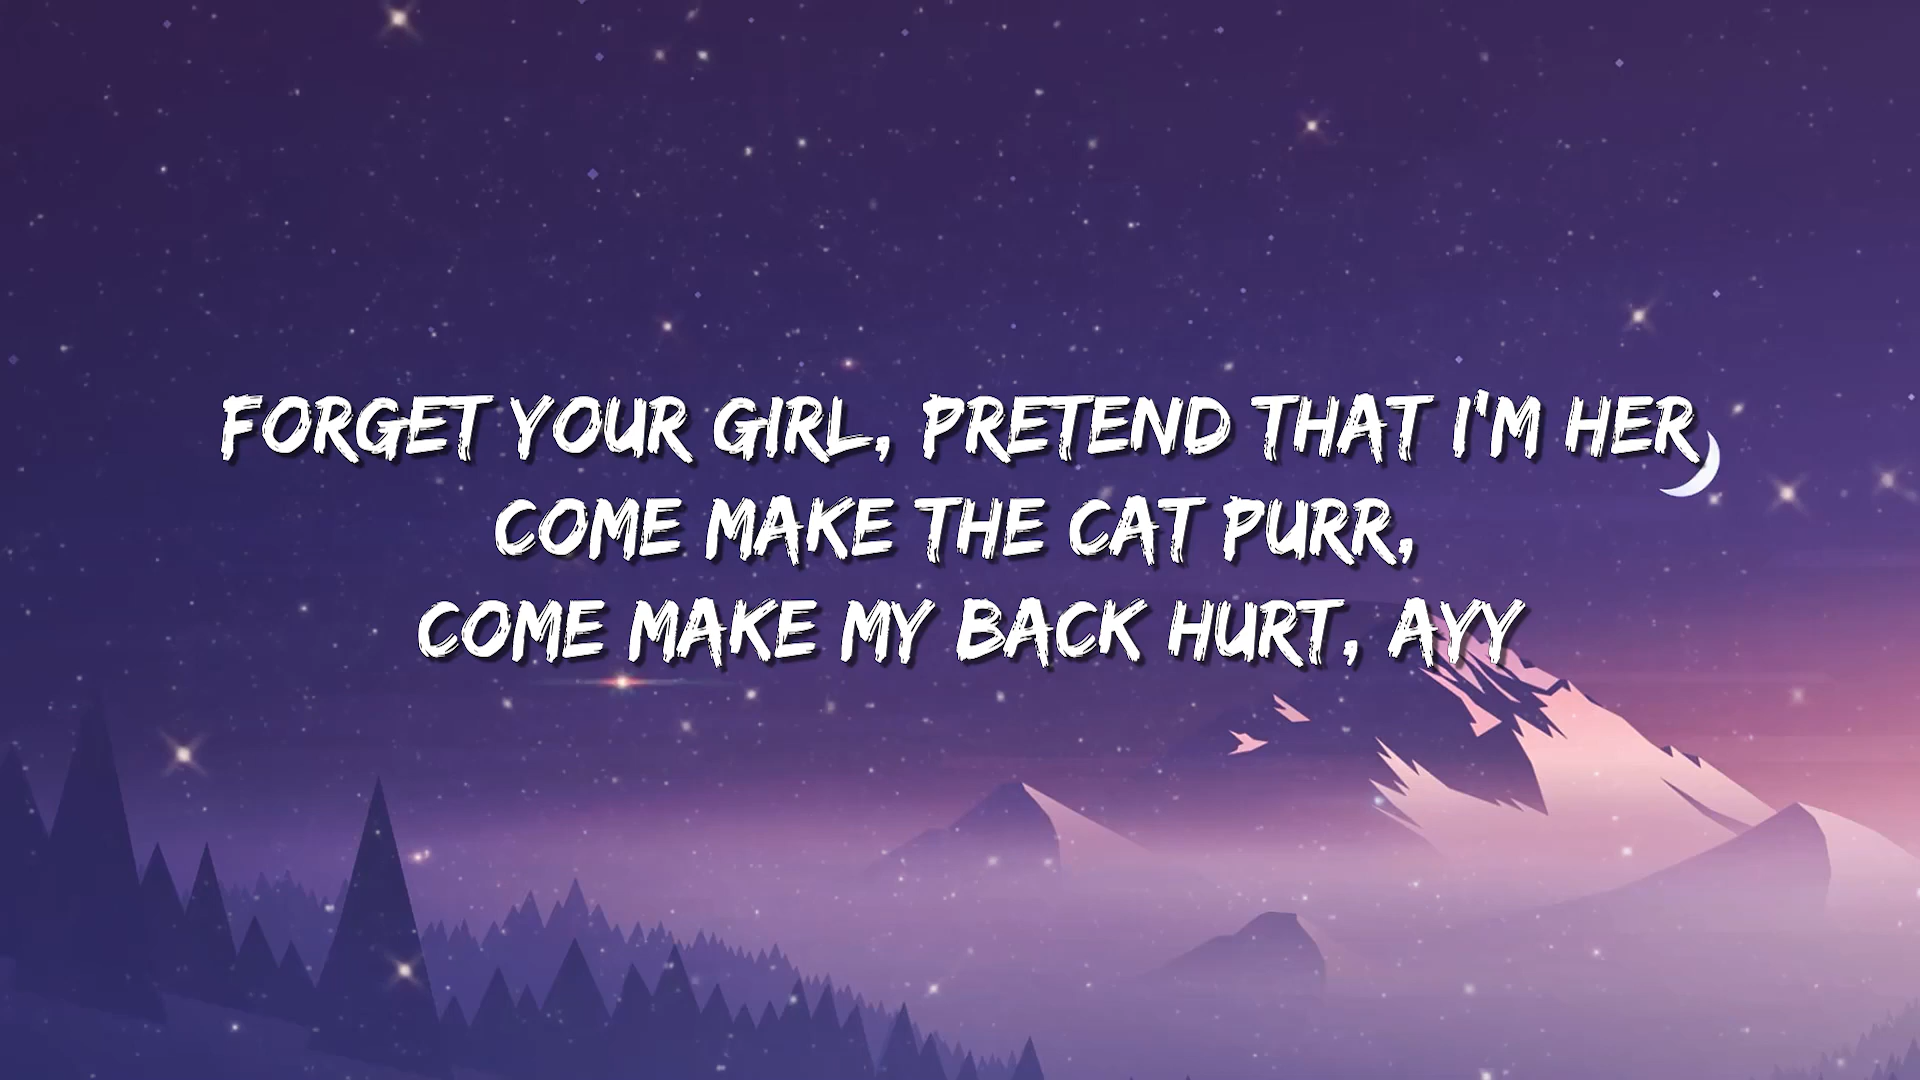 FORGET YOUR GIRL, PRETEND THAT I'M HER
COME MAKE THE CAT PURR,
COME MAKE MY BACK HURT, AYY